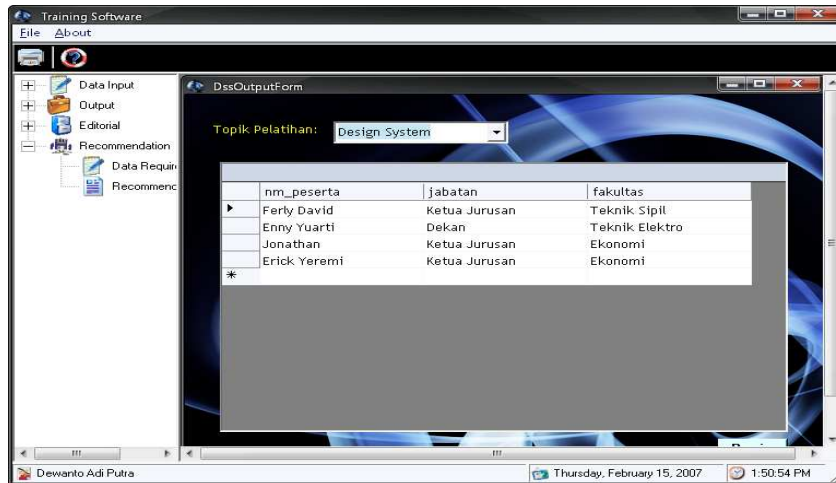 Training Software
File About
Data Input
Output
Editorial
Recommendation
Data Require
Recommenc
DssOutputForm
Topik Pelatihan: Design System
nm_peserta jabatan fakultas
Ferly David Ketua Jurusan Teknik Sipil
Enny Yuarti Dekan Teknik Elektro
Jonathan Ketua Jurusan Ekonomi
Erick Yeremi Ketua Jurusan Ekonomi
Dewanto Adi Putra Thursday, February 15, 2007 1:50:54 PM